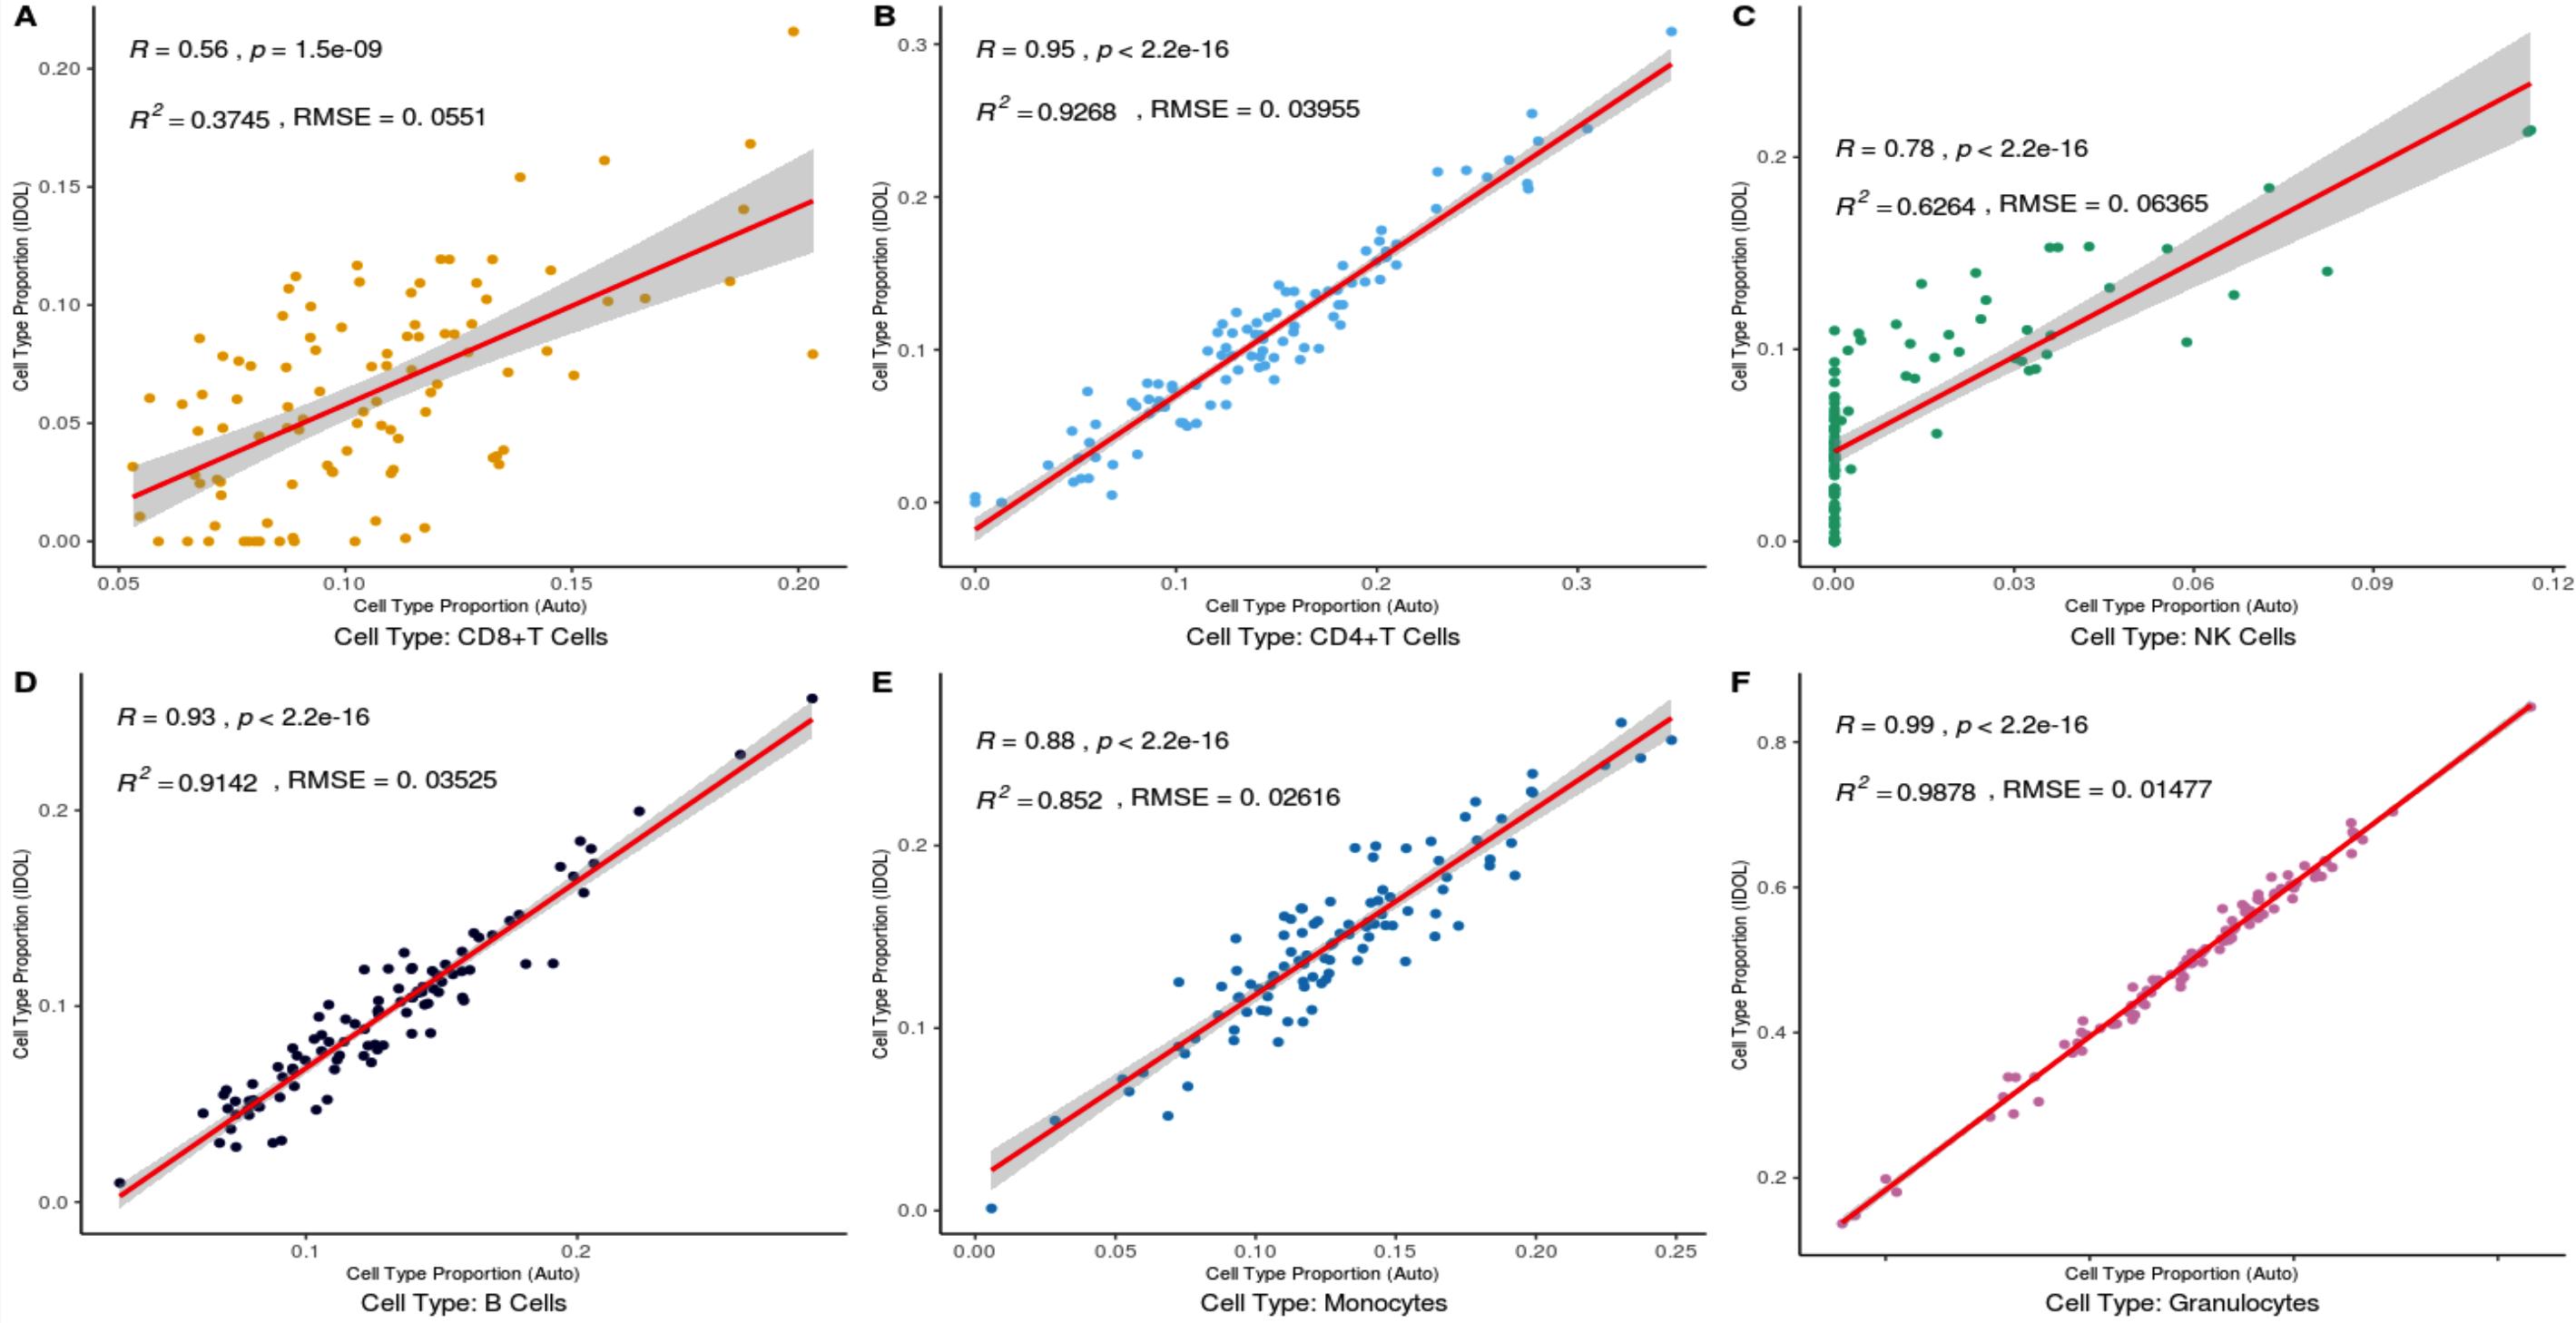 A
R = 0.56 , p = 1.5e-09
R² = 0.3745 , RMSE = 0. 0551
Cell Type Proportion (IDOL)
0.20
0.15
0.10
0.05
0.00
0.05 0.10 0.15 0.20
Cell Type Proportion (Auto)
Cell Type: CD8+T Cells
B
R = 0.95 , p < 2.2e-16
R² = 0.9268 , RMSE = 0. 03955
Cell Type Proportion (IDOL)
0.3
0.2
0.1
0.0
0.0 0.1 0.2 0.3
Cell Type Proportion (Auto)
Cell Type: CD4+T Cells
C
R = 0.78 , p < 2.2e-16
R² = 0.6264 , RMSE = 0. 06365
Cell Type Proportion (IDOL)
0.2
0.1
0.0
0.00 0.03 0.06 0.09 0.12
Cell Type Proportion (Auto)
Cell Type: NK Cells
D
R = 0.93 , p < 2.2e-16
R² = 0.9142 , RMSE = 0. 03525
Cell Type Proportion (IDOL)
0.2
0.1
0.0
0.1 0.2
Cell Type Proportion (Auto)
Cell Type: B Cells
E
R = 0.88 , p < 2.2e-16
R² = 0.852 , RMSE = 0. 02616
Cell Type Proportion (IDOL)
0.2
0.1
0.0
0.00 0.05 0.10 0.15 0.20 0.25
Cell Type Proportion (Auto)
Cell Type: Monocytes
F
R = 0.99 , p < 2.2e-16
R² = 0.9878 , RMSE = 0. 01477
Cell Type Proportion (IDOL)
0.8
0.6
0.4
0.2
Cell Type Proportion (Auto)
Cell Type: Granulocytes